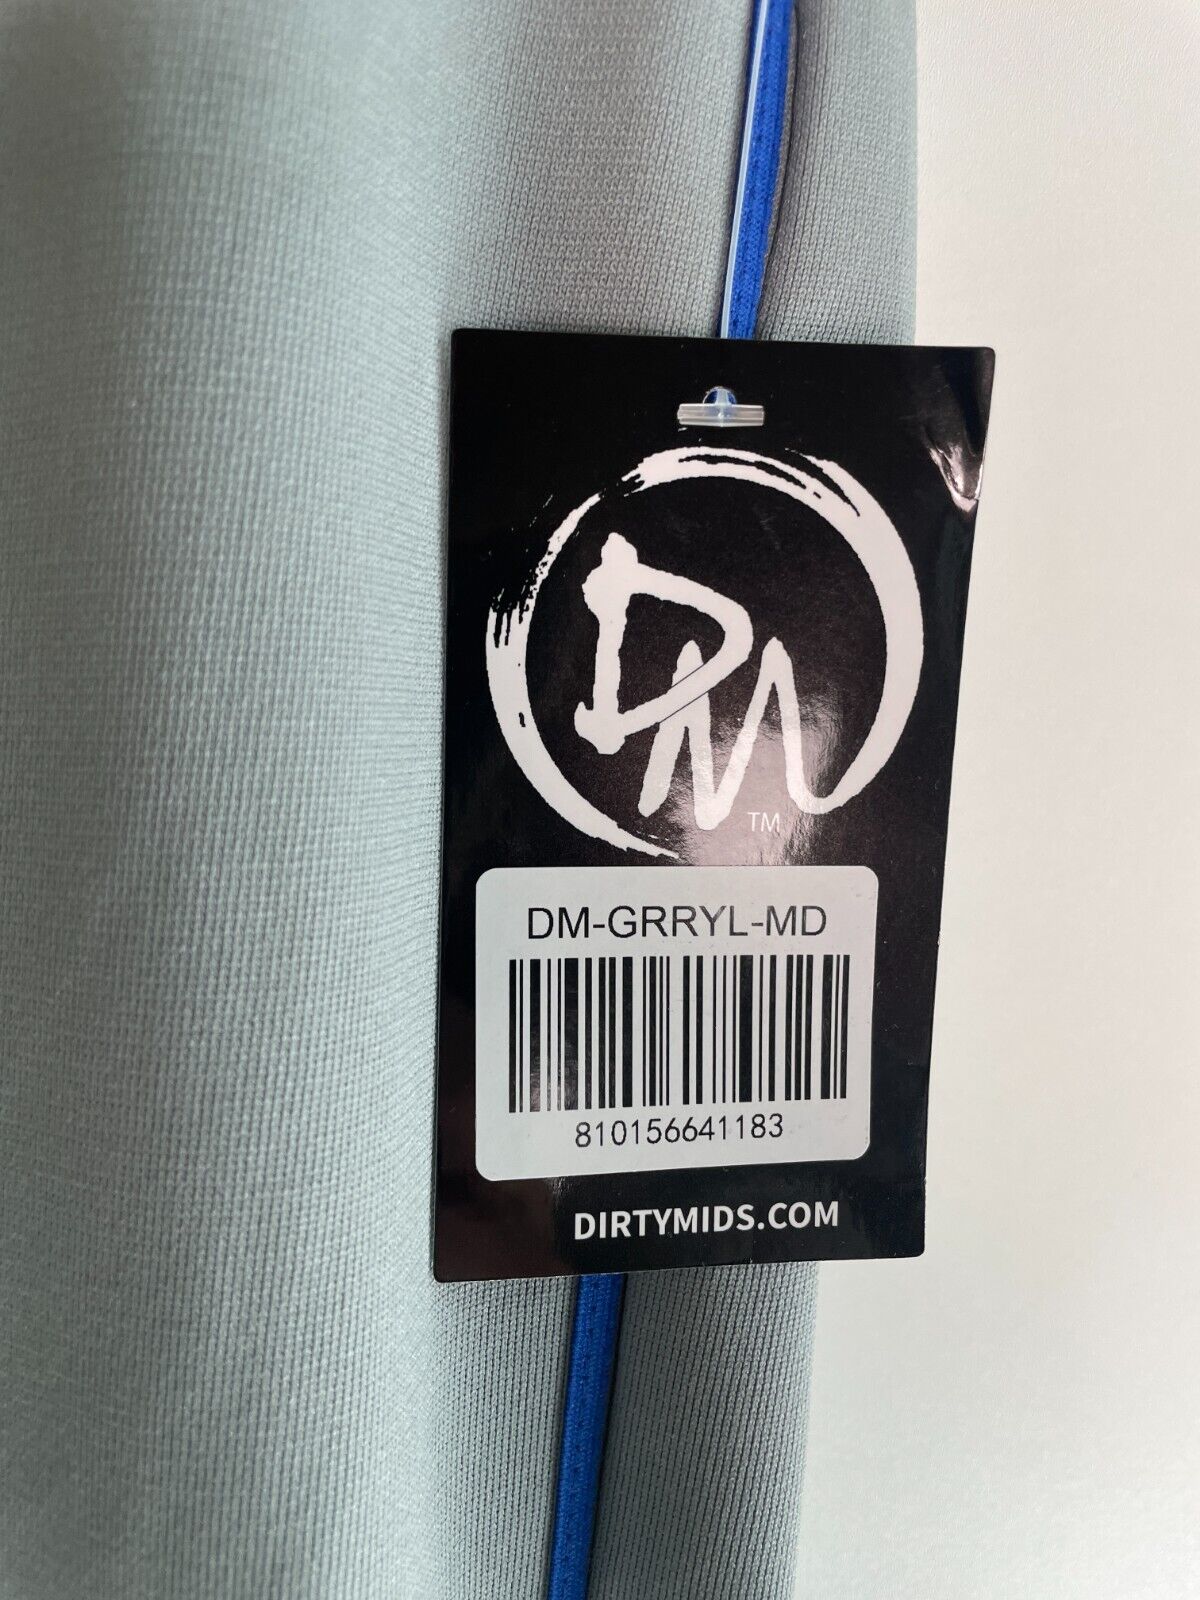 DM
TM
DM-GRRYL-MD
810156641183
DIRTYMIDS.COM